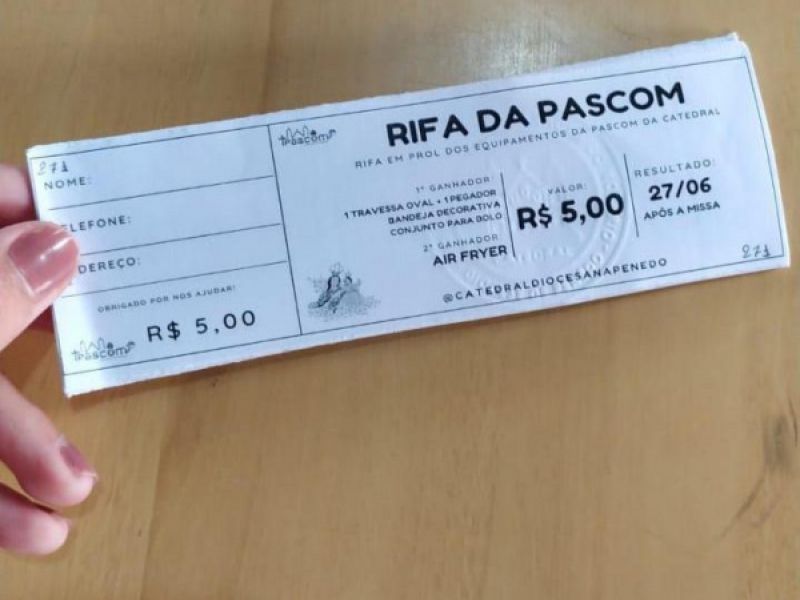 271
NOME:
TELEFONE:
ENDEREÇO:
OBRIGADO POR NOS AJUDAR!
Pascom
R$ 5,00
Pascom
RIFA DA PASCOM
RIFA EM PROL DOS EQUIPAMENTOS DA PASCOM DA CATEDRAL
1º GANHADOR:
1 TRAVESSA OVAL + 1 PEGADOR
BANDEJA DECORATIVA
CONJUNTO PARA BOLO
2º GANHADOR
AIR FRYER
VALOR:
R$ 5,00
RESULTADO:
27/06
APÓS A MISSA
271
@CATEDRALDIOCESANAPENEDO